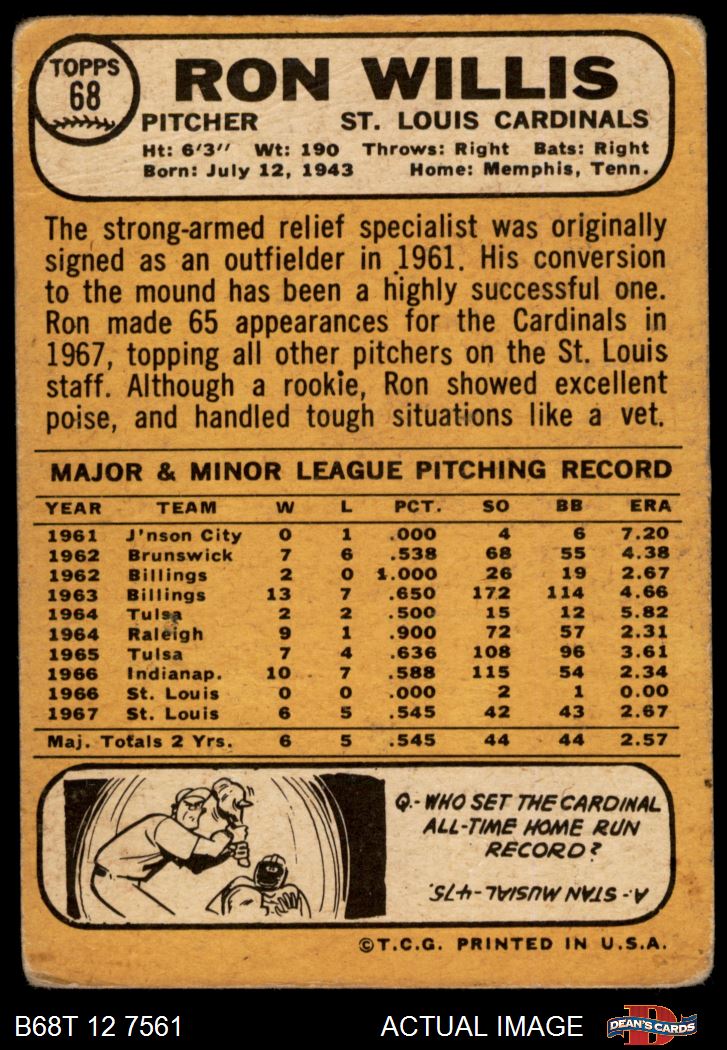 TOPPS
68
RON WILLIS
PITCHER ST. LOUIS CARDINALS
Ht: 6'3" Wt: 190 Throws: Right Bats: Right
Born: July 12, 1943 Home: Memphis, Tenn.
The strong-armed relief specialist was originally
signed as an outfielder in 1961. His conversion
to the mound has been a highly successful one.
Ron made 65 appearances for the Cardinals in
1967, topping all other pitchers on the St. Louis
staff. Although a rookie, Ron showed excellent
poise, and handled tough situations like a vet.
MAJOR & MINOR LEAGUE PITCHING RECORD
YEAR TEAM W L PCT. SO BB ERA
1961 J'nson City 0 1 .000 4 6 7.20
1962 Brunswick 7 6 .538 68 55 4.38
1962 Billings 2 0 1.000 26 19 2.67
1963 Billings 13 7 .650 172 114 4.66
1964 Tulsa 2 2 .500 15 12 5.82
1964 Raleigh 9 1 .900 72 57 2.31
1965 Tulsa 7 4 .636 108 96 3.61
1966 Indianap. 10 7 .588 115 54 2.34
1966 St. Louis 0 0 .000 2 1 0.00
1967 St. Louis 6 5 .545 42 43 2.67
Maj. Totals 2 Yrs. 6 5 .545 44 44 2.57
Q.-WHO SET THE CARDINAL
ALL-TIME HOME RUN
RECORD?
A.-STAN MUSIAL-475.
©T.C.G. PRINTED IN U.S.A.
B68T 12 7561 ACTUAL IMAGE DEAN'S CARDS